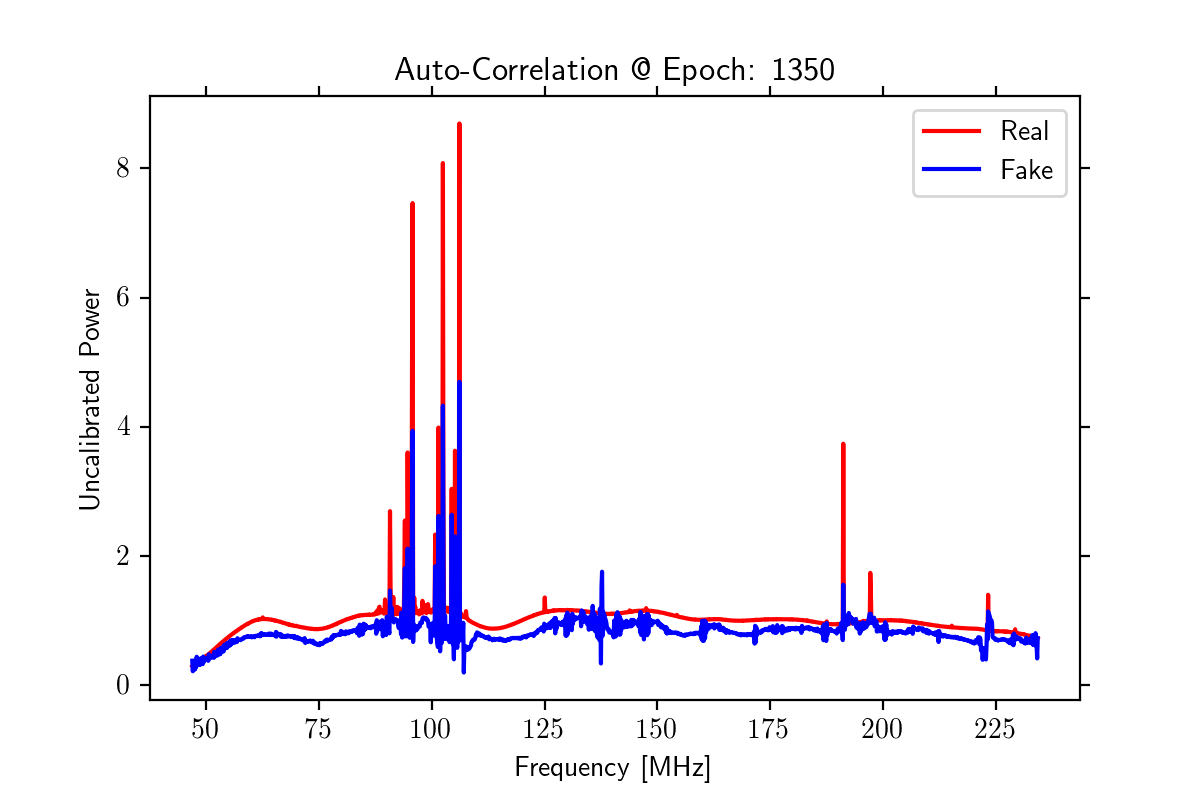 Auto-Correlation @ Epoch: 1350
Real
Fake
8
6
4
2
0
Uncalibrated Power
50 75 100 125 150 175 200 225
Frequency [MHz]